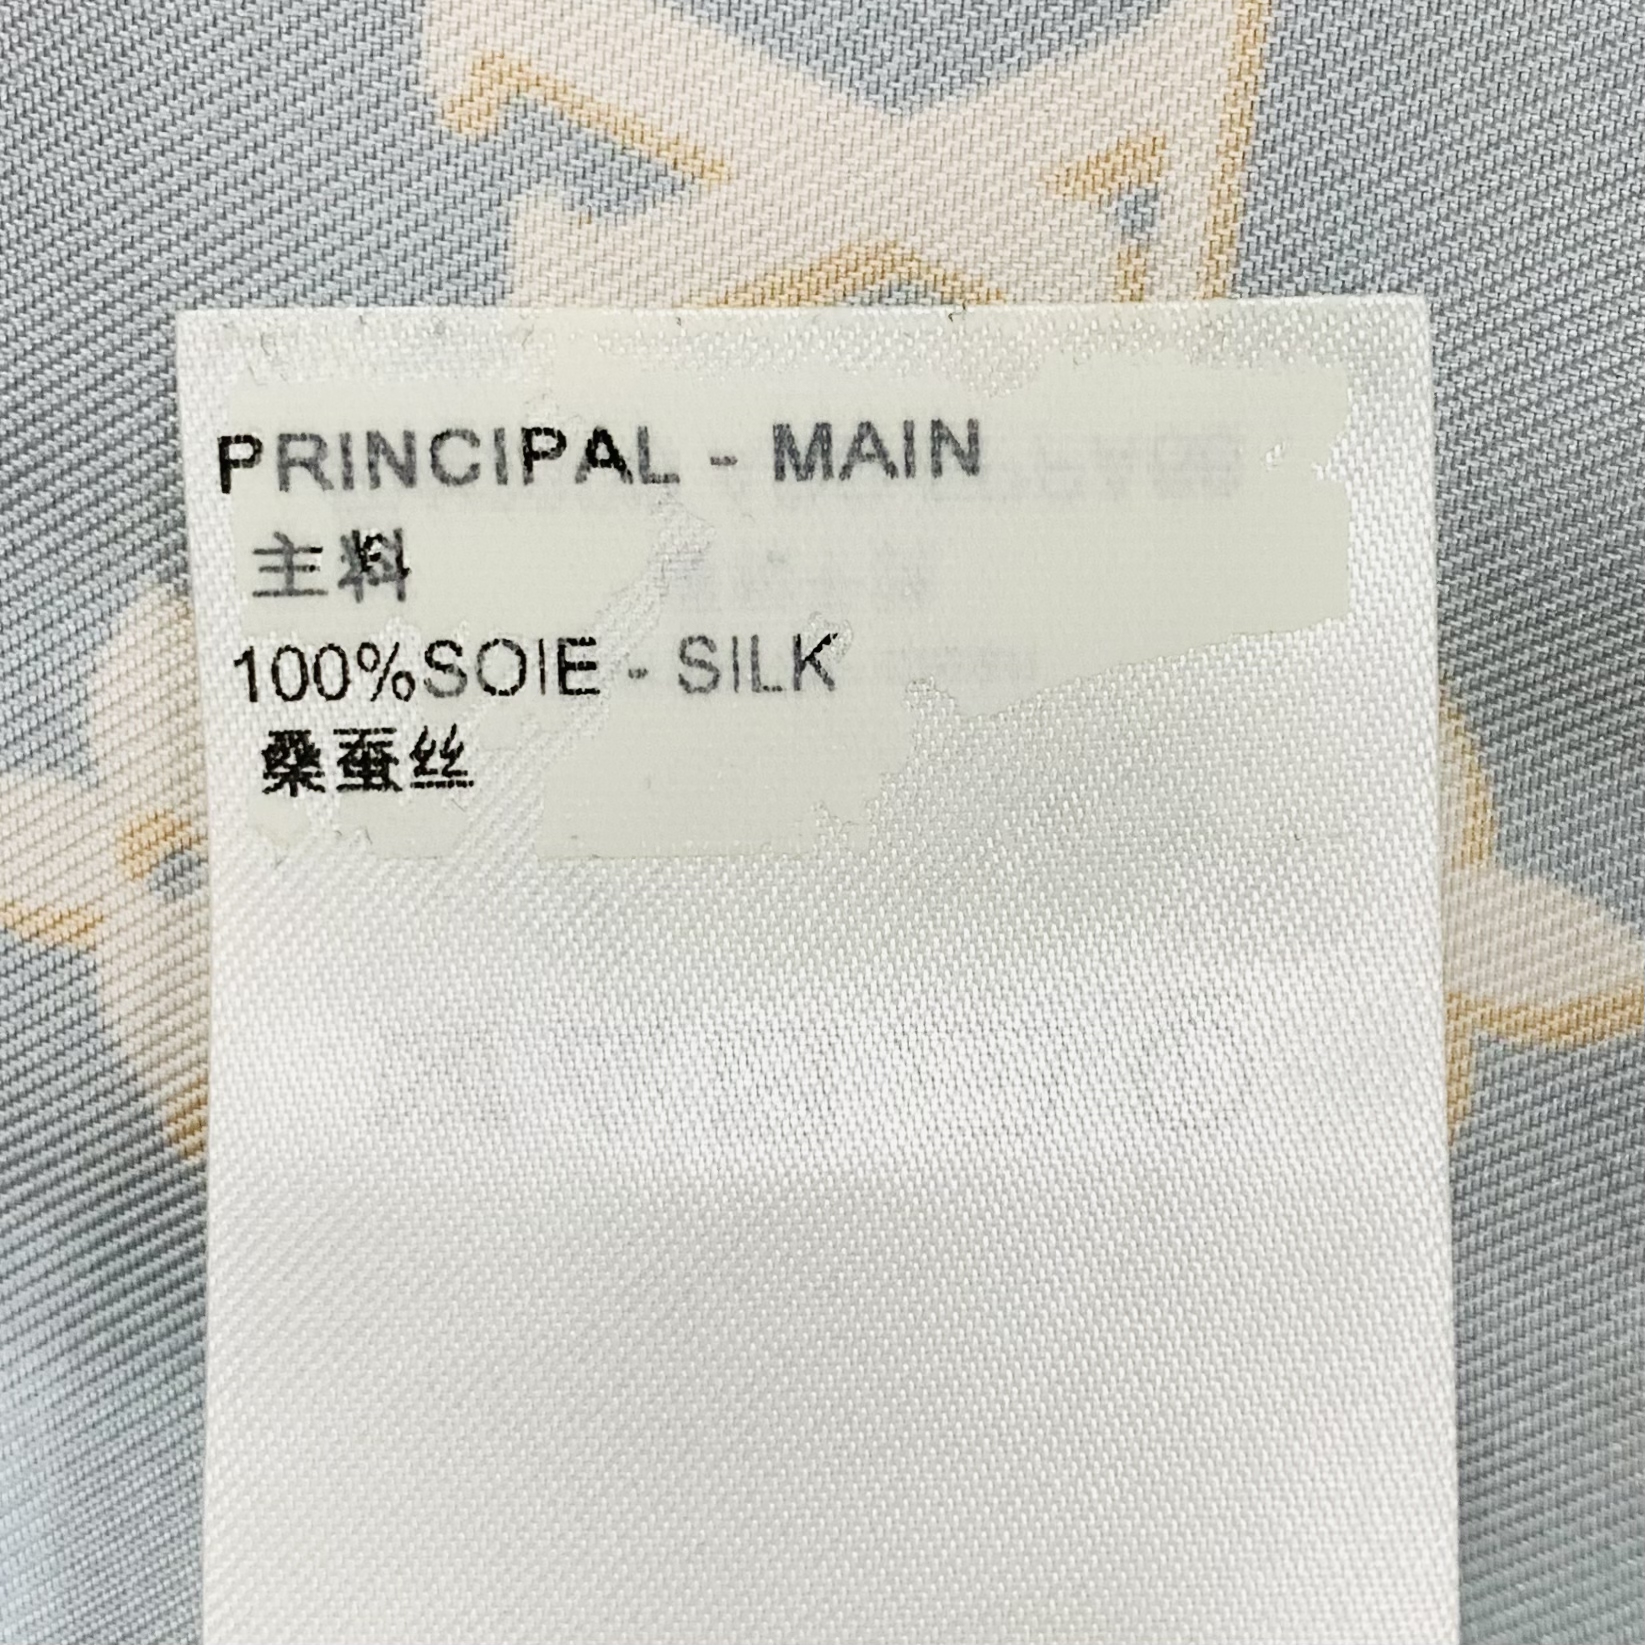 PRINCIPAL - MAIN
主料
100%SOIE - SILK
桑蚕丝